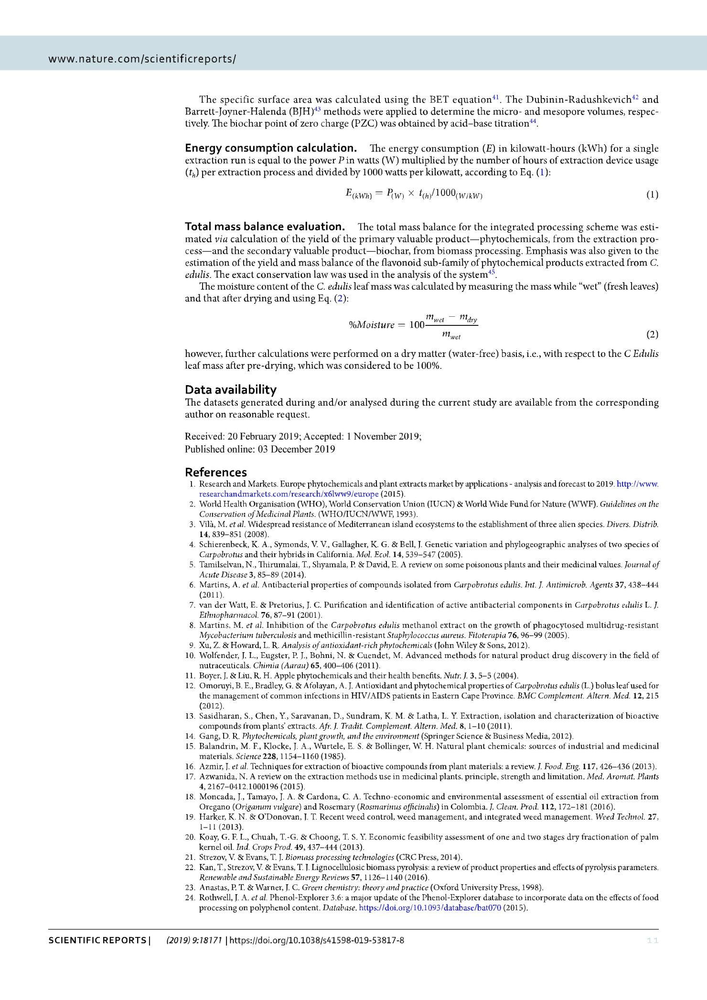 www.nature.com/scientificreports/
The specific surface area was calculated using the BET equation41. The Dubinin-Radushkevich42 and
Barrett-Joyner-Halenda (BJH)43 methods were applied to determine the micro- and mesopore volumes, respec-
tively. The biochar point of zero charge (PZC) was obtained by acid–base titration44.
Energy consumption calculation. The energy consumption (E) in kilowatt-hours (kWh) for a single
extraction run is equal to the power P in watts (W) multiplied by the number of hours of extraction device usage
(th) per extraction process and divided by 1000 watts per kilowatt, according to Eq. (1):
E(kWh) = P(W) × t(h)/1000(W/kW) (1)
Total mass balance evaluation. The total mass balance for the integrated processing scheme was esti-
mated via calculation of the yield of the primary valuable product—phytochemicals, from the extraction pro-
cess—and the secondary valuable product—biochar, from biomass processing. Emphasis was also given to the
estimation of the yield and mass balance of the flavonoid sub-family of phytochemical products extracted from C.
edulis. The exact conservation law was used in the analysis of the system45.
The moisture content of the C. edulis leaf mass was calculated by measuring the mass while “wet” (fresh leaves)
and that after drying and using Eq. (2):
%Moisture = 100 (mwet − mdry) / mwet (2)
however, further calculations were performed on a dry matter (water-free) basis, i.e., with respect to the C Edulis
leaf mass after pre-drying, which was considered to be 100%.
Data availability
The datasets generated during and/or analysed during the current study are available from the corresponding
author on reasonable request.
Received: 20 February 2019; Accepted: 1 November 2019;
Published online: 03 December 2019
References
1. Research and Markets. Europe phytochemicals and plant extracts market by applications - analysis and forecast to 2019. http://www.
researchandmarkets.com/research/x6lww9/europe (2015).
2. World Health Organisation (WHO), World Conservation Union (IUCN) & World Wide Fund for Nature (WWF). Guidelines on the
Conservation of Medicinal Plants. (WHO/IUCN/WWF, 1993).
3. Vilà, M. et al. Widespread resistance of Mediterranean island ecosystems to the establishment of three alien species. Divers. Distrib.
14, 839–851 (2008).
4. Schierenbeck, K. A., Symonds, V. V., Gallagher, K. G. & Bell, J. Genetic variation and phylogeographic analyses of two species of
Carpobrotus and their hybrids in California. Mol. Ecol. 14, 539–547 (2005).
5. Tamilselvan, N., Thirumalai, T., Shyamala, P. & David, E. A review on some poisonous plants and their medicinal values. Journal of
Acute Disease 3, 85–89 (2014).
6. Martins, A. et al. Antibacterial properties of compounds isolated from Carpobrotus edulis. Int. J. Antimicrob. Agents 37, 438–444
(2011).
7. van der Watt, E. & Pretorius, J. C. Purification and identification of active antibacterial components in Carpobrotus edulis L. J.
Ethnopharmacol. 76, 87–91 (2001).
8. Martins, M. et al. Inhibition of the Carpobrotus edulis methanol extract on the growth of phagocytosed multidrug-resistant
Mycobacterium tuberculosis and methicillin-resistant Staphylococcus aureus. Fitoterapia 76, 96–99 (2005).
9. Xu, Z. & Howard, L. R. Analysis of antioxidant-rich phytochemicals (John Wiley & Sons, 2012).
10. Wolfender, J. L., Eugster, P. J., Bohni, N. & Cuendet, M. Advanced methods for natural product drug discovery in the field of
nutraceuticals. Chimia (Aarau) 65, 400–406 (2011).
11. Boyer, J. & Liu, R. H. Apple phytochemicals and their health benefits. Nutr. J. 3, 5–5 (2004).
12. Omoruyi, B. E., Bradley, G. & Afolayan, A. J. Antioxidant and phytochemical properties of Carpobrotus edulis (L.) bolus leaf used for
the management of common infections in HIV/AIDS patients in Eastern Cape Province. BMC Complement. Altern. Med. 12, 215
(2012).
13. Sasidharan, S., Chen, Y., Saravanan, D., Sundram, K. M. & Latha, L. Y. Extraction, isolation and characterization of bioactive
compounds from plants’ extracts. Afr. J. Tradit. Complement. Altern. Med. 8, 1–10 (2011).
14. Gang, D. R. Phytochemicals, plant growth, and the environment (Springer Science & Business Media, 2012).
15. Balandrin, M. F., Klocke, J. A., Wurtele, E. S. & Bollinger, W. H. Natural plant chemicals: sources of industrial and medicinal
materials. Science 228, 1154–1160 (1985).
16. Azmir, J. et al. Techniques for extraction of bioactive compounds from plant materials: a review. J. Food. Eng. 117, 426–436 (2013).
17. Azwanida, N. A review on the extraction methods use in medicinal plants, principle, strength and limitation. Med. Aromat. Plants
4, 2167–0412.1000196 (2015).
18. Moncada, J., Tamayo, J. A. & Cardona, C. A. Techno-economic and environmental assessment of essential oil extraction from
Oregano (Origanum vulgare) and Rosemary (Rosmarinus officinalis) in Colombia. J. Clean. Prod. 112, 172–181 (2016).
19. Harker, K. N. & O’Donovan, J. T. Recent weed control, weed management, and integrated weed management. Weed Technol. 27,
1–11 (2013).
20. Koay, G. F. L., Chuah, T.-G. & Choong, T. S. Y. Economic feasibility assessment of one and two stages dry fractionation of palm
kernel oil. Ind. Crops Prod. 49, 437–444 (2013).
21. Strezov, V. & Evans, T. J. Biomass processing technologies (CRC Press, 2014).
22. Kan, T., Strezov, V. & Evans, T. J. Lignocellulosic biomass pyrolysis: a review of product properties and effects of pyrolysis parameters.
Renewable and Sustainable Energy Reviews 57, 1126–1140 (2016).
23. Anastas, P. T. & Warner, J. C. Green chemistry: theory and practice (Oxford University Press, 1998).
24. Rothwell, J. A. et al. Phenol-Explorer 3.6: a major update of the Phenol-Explorer database to incorporate data on the effects of food
processing on polyphenol content. Database. https://doi.org/10.1093/database/bat070 (2015).
SCIENTIFIC REPORTS | (2019) 9:18171 | https://doi.org/10.1038/s41598-019-53817-8 11